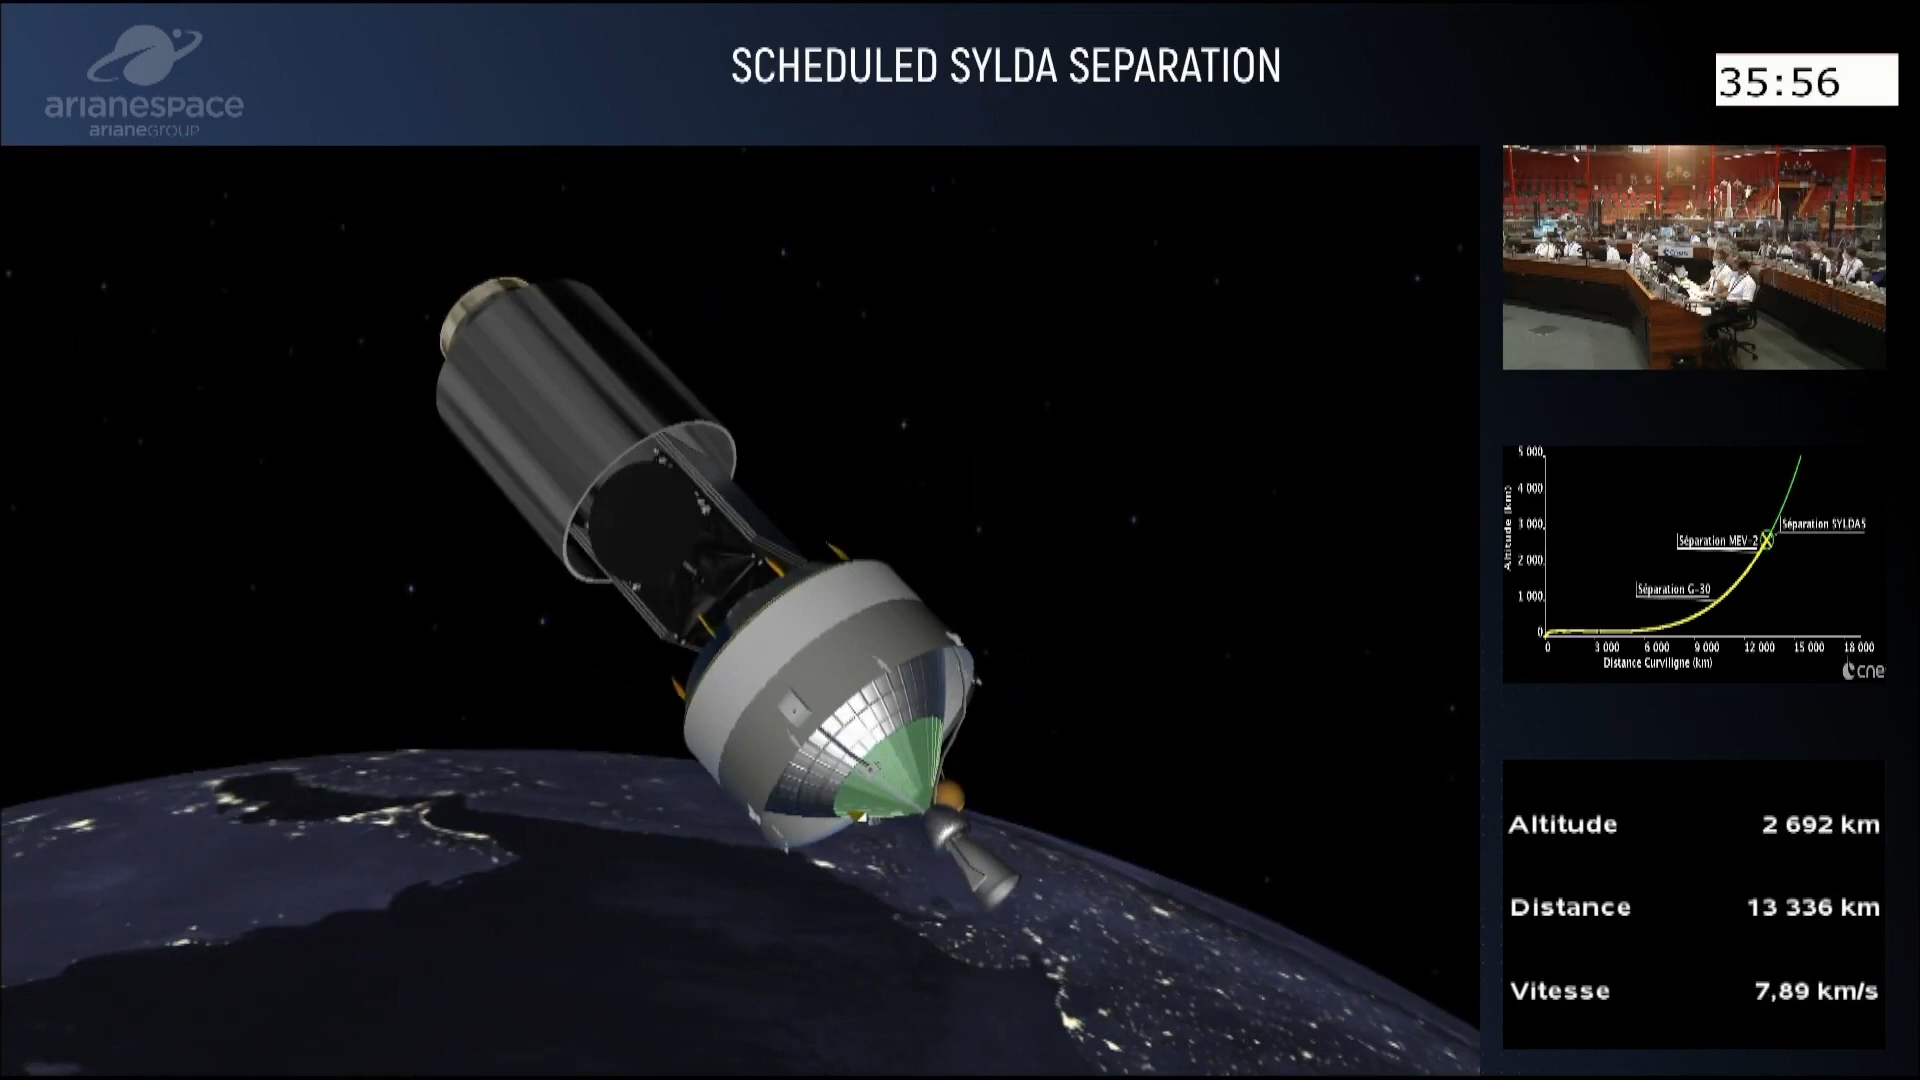 arianespace
arianeGROUP
SCHEDULED SYLDA SEPARATION
35:56
Altitude (km)
5 000
4 000
3 000
2 000
1 000
0
Séparation SYLDA5
Séparation MEV-2
Séparation G-30
0 3 000 6 000 9 000 12 000 15 000 18 000
Distance Curviligne (km)
cne
Altitude 2 692 km
Distance 13 336 km
Vitesse 7,89 km/s